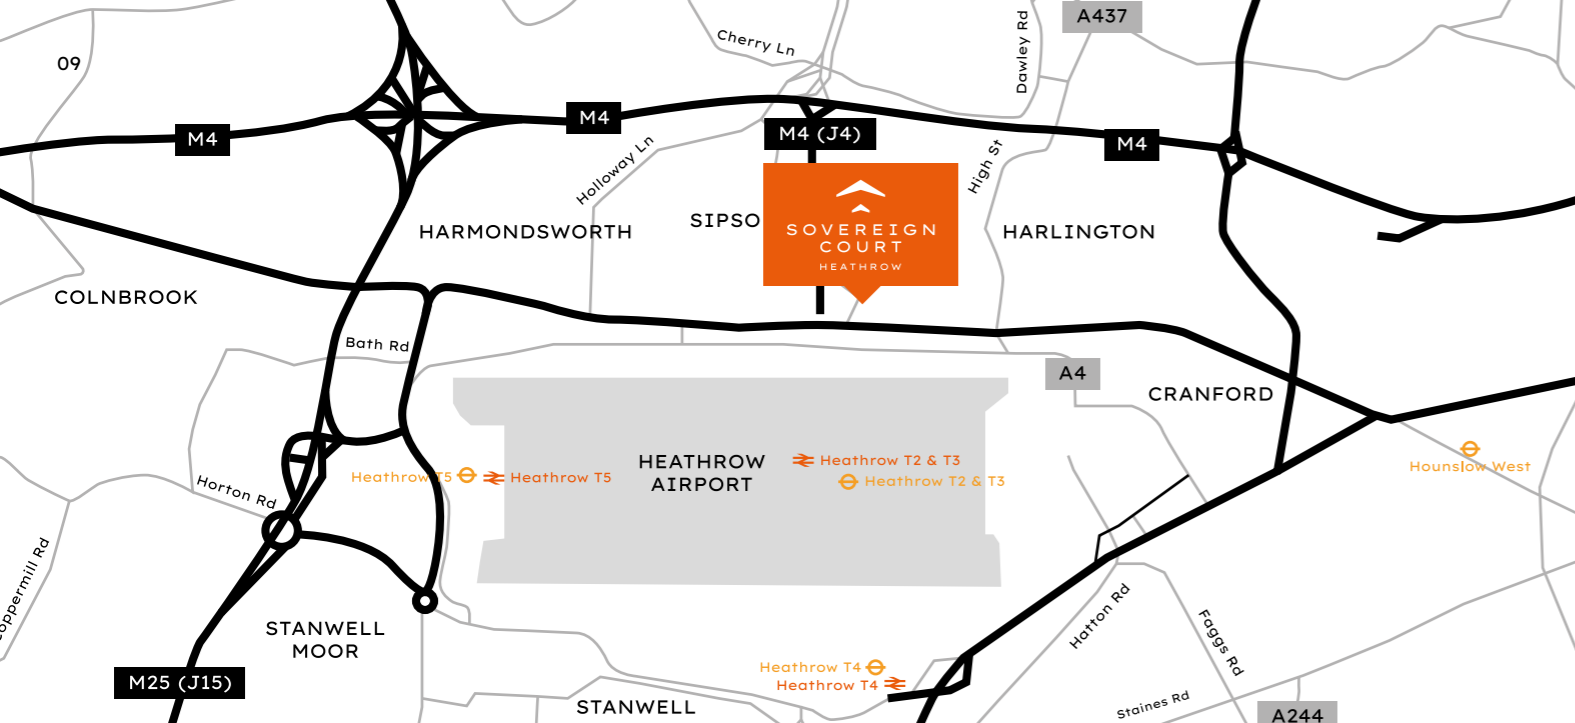 A437
Cherry Ln
Dawley Rd
09
M4
M4
M4 (J4)
M4
Holloway Ln
High St
SIPSO
HARMONDSWORTH
SOVEREIGN
COURT
HEATHROW
HARLINGTON
COLNBROOK
Bath Rd
A4
CRANFORD
HEATHROW
AIRPORT
Heathrow T2 & T3
Heathrow T2 & T3
Heathrow T5
Heathrow T5
Hounslow West
Horton Rd
oppermill Rd
STANWELL
MOOR
Hatton Rd
Faggs Rd
Heathrow T4
Heathrow T4
M25 (J15)
STANWELL
Staines Rd
A244